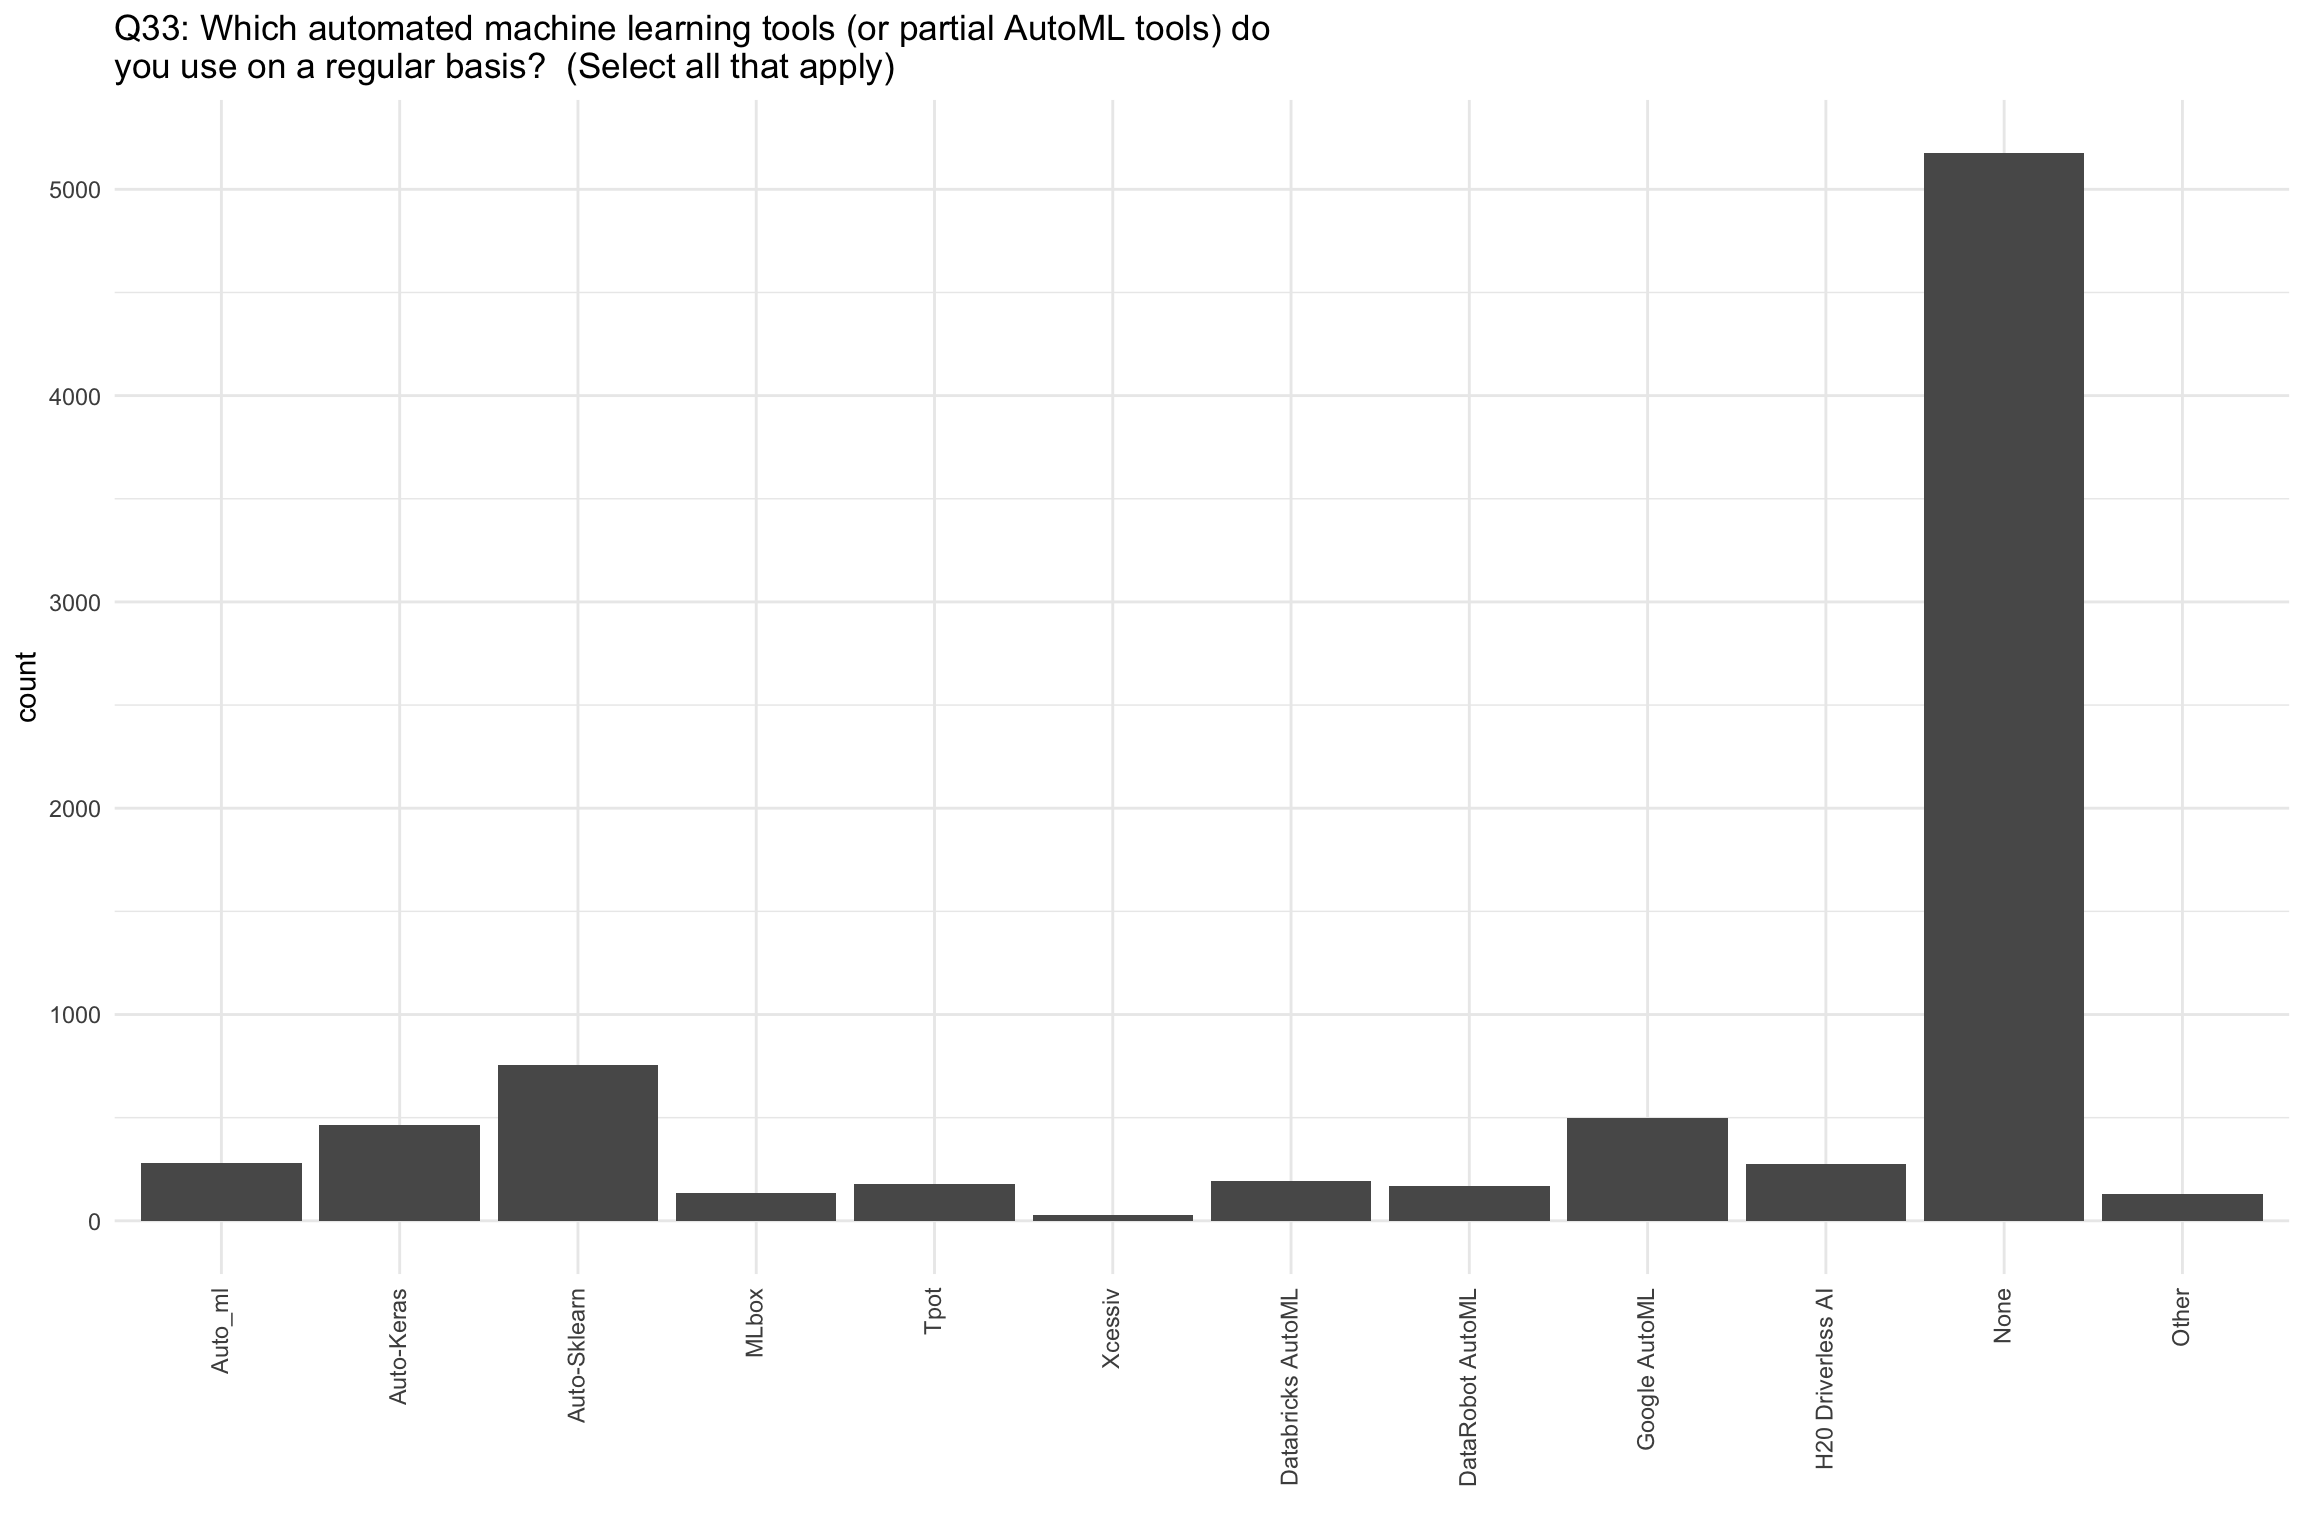 Q33: Which automated machine learning tools (or partial AutoML tools) do
you use on a regular basis?  (Select all that apply)
count
5000
4000
3000
2000
1000
0
Auto_ml
Auto-Keras
Auto-Sklearn
MLbox
Tpot
Xcessiv
Databricks AutoML
DataRobot AutoML
Google AutoML
H20 Driverless AI
None
Other